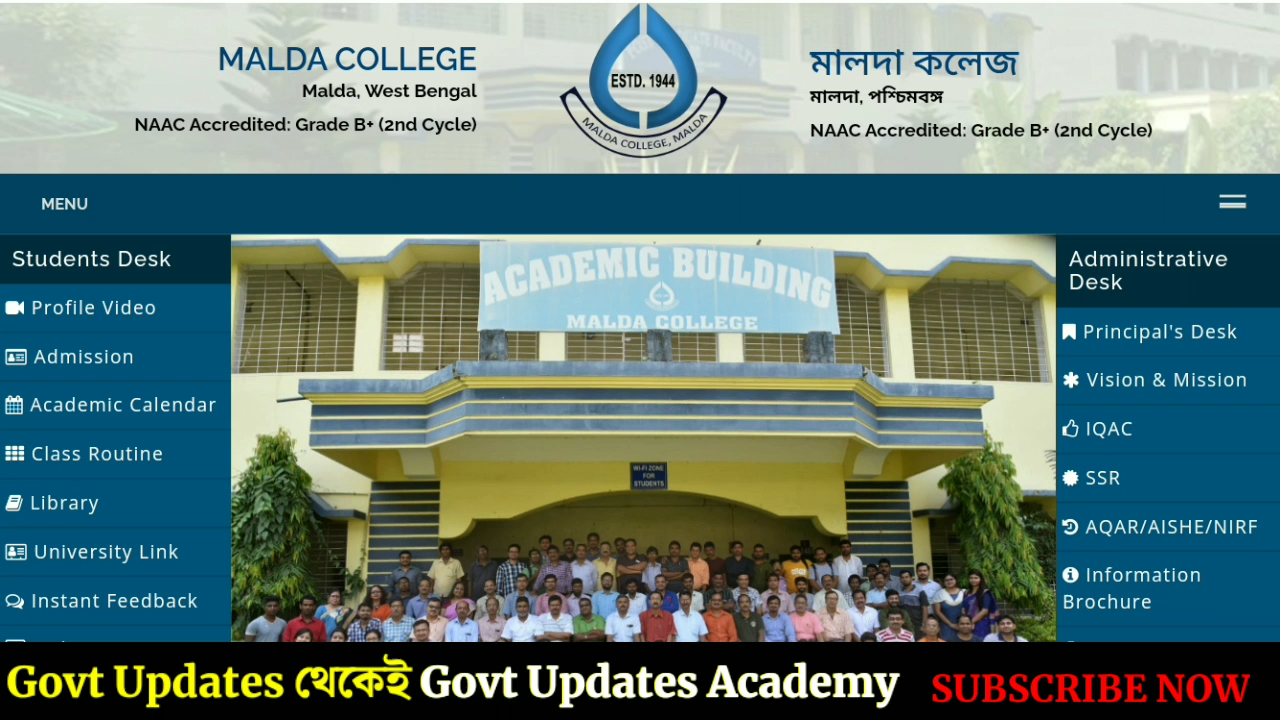 MALDA COLLEGE
Malda, West Bengal
NAAC Accredited: Grade B+ (2nd Cycle)
ESTD. 1944
MALDA COLLEGE, MALDA
মালদা কলেজ
মালদা, পশ্চিমবঙ্গ
NAAC Accredited: Grade B+ (2nd Cycle)
MENU
Students Desk
Profile Video
Admission
Academic Calendar
Class Routine
Library
University Link
Instant Feedback
ACADEMIC BUILDING
MALDA COLLEGE
WI-FI ZONE
FOR
STUDENTS
Administrative
Desk
Principal's Desk
Vision & Mission
IQAC
SSR
AQAR/AISHE/NIRF
Information
Brochure
Govt Updates থেকেই Govt Updates Academy SUBSCRIBE NOW